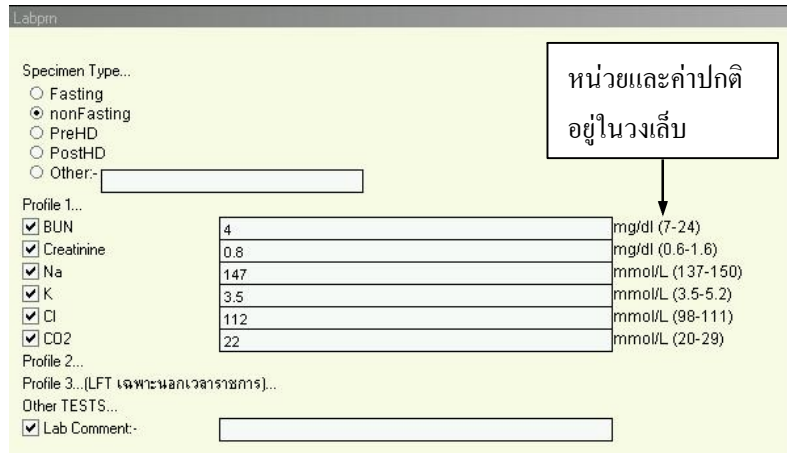 Labprn
Specimen Type...
Fasting
nonFasting
PreHD
PostHD
Other:-
หน่วยและค่าปกติ
อยู่ในวงเล็บ
Profile 1...
BUN 4 mg/dl (7-24)
Creatinine 0.8 mg/dl (0.6-1.6)
Na 147 mmol/L (137-150)
K 3.5 mmol/L (3.5-5.2)
Cl 112 mmol/L (98-111)
CO2 22 mmol/L (20-29)
Profile 2...
Profile 3...(LFT เฉพาะนอกเวลาราชการ)...
Other TESTS...
Lab Comment:-